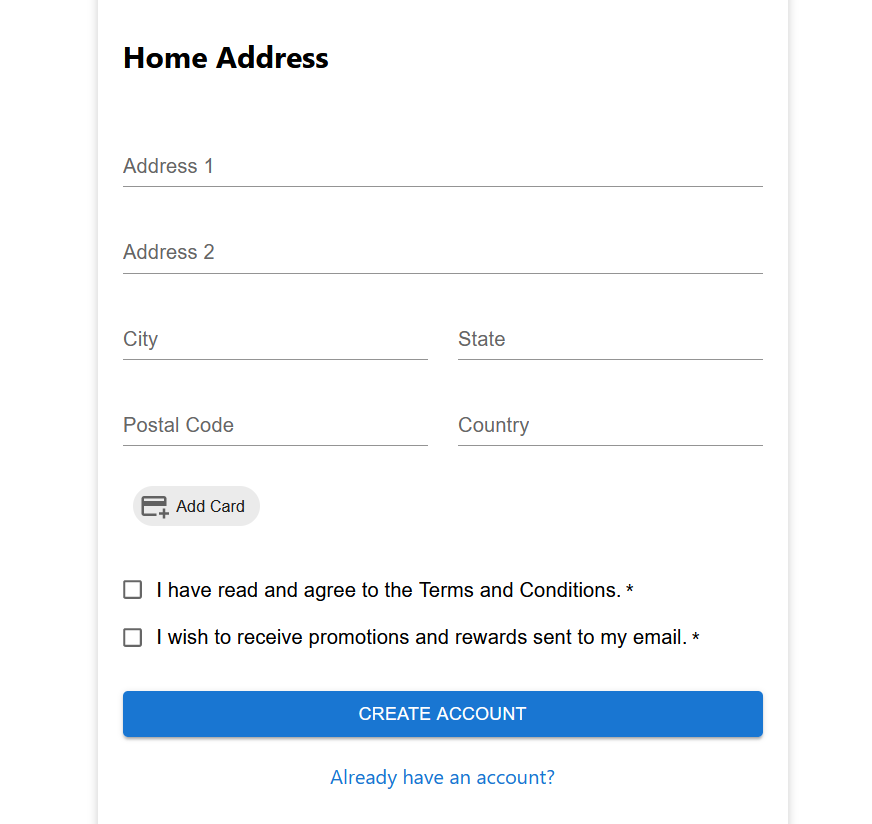 Home Address
Address 1
Address 2
City State
Postal Code Country
Add Card
I have read and agree to the Terms and Conditions. *
I wish to receive promotions and rewards sent to my email. *
CREATE ACCOUNT
Already have an account?